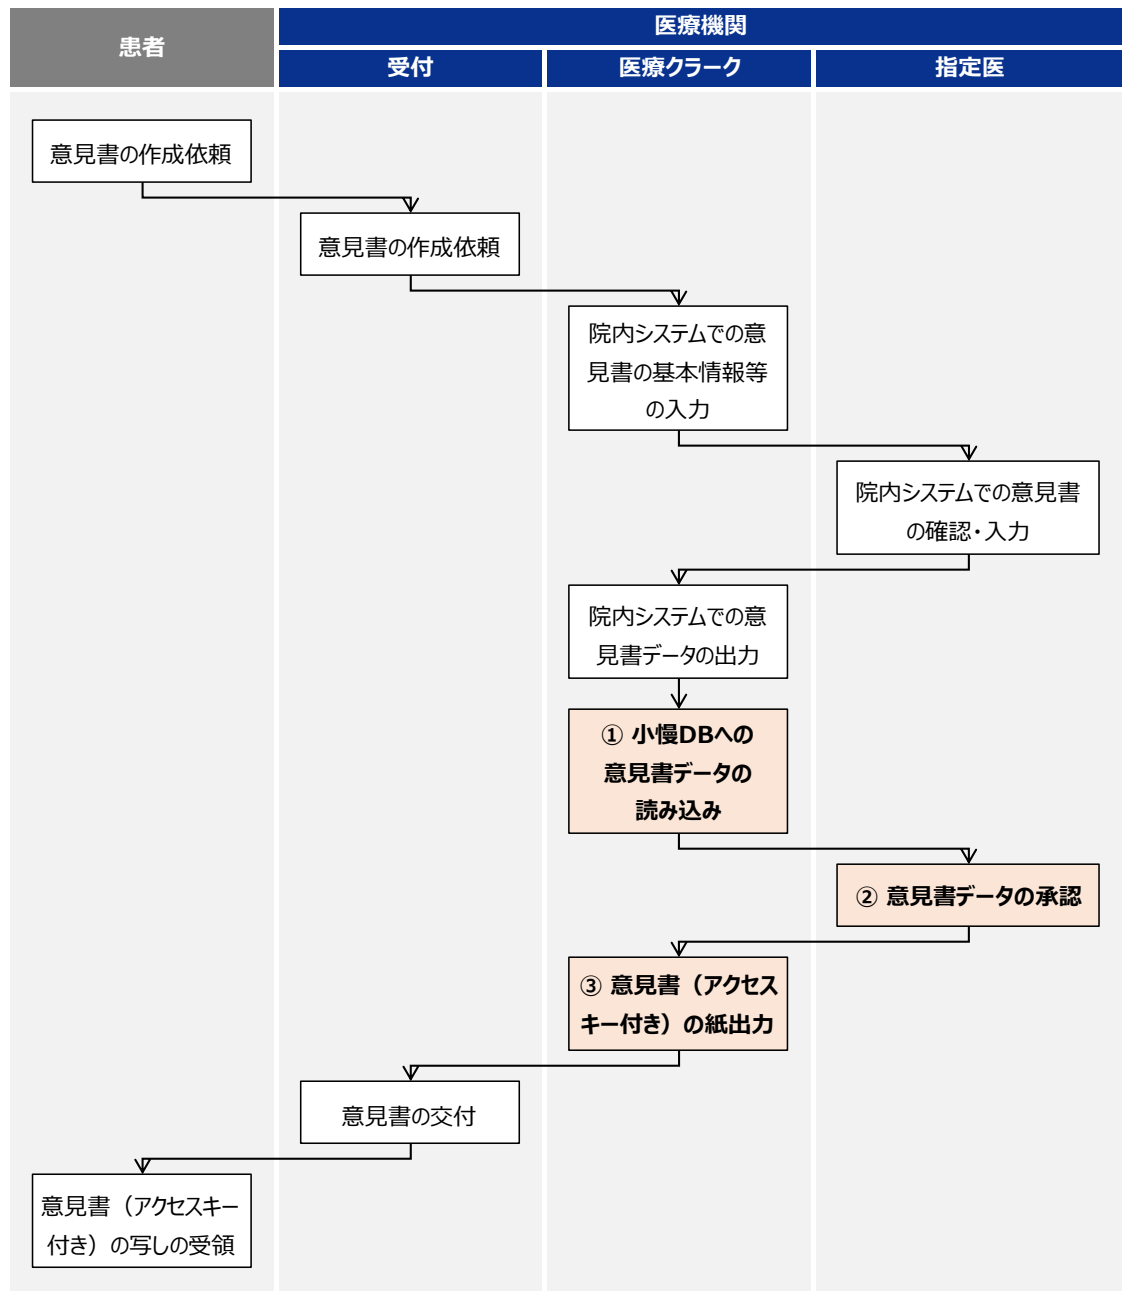 患者
医療機関
受付
医療クラーク
指定医
意見書の作成依頼
意見書の作成依頼
院内システムでの意
見書の基本情報等
の入力
院内システムでの意見書
の確認・入力
院内システムでの意
見書データの出力
① 小慢DBへの
意見書データの
読み込み
② 意見書データの承認
③ 意見書（アクセス
キー付き）の紙出力
意見書の交付
意見書（アクセスキー
付き）の写しの受領